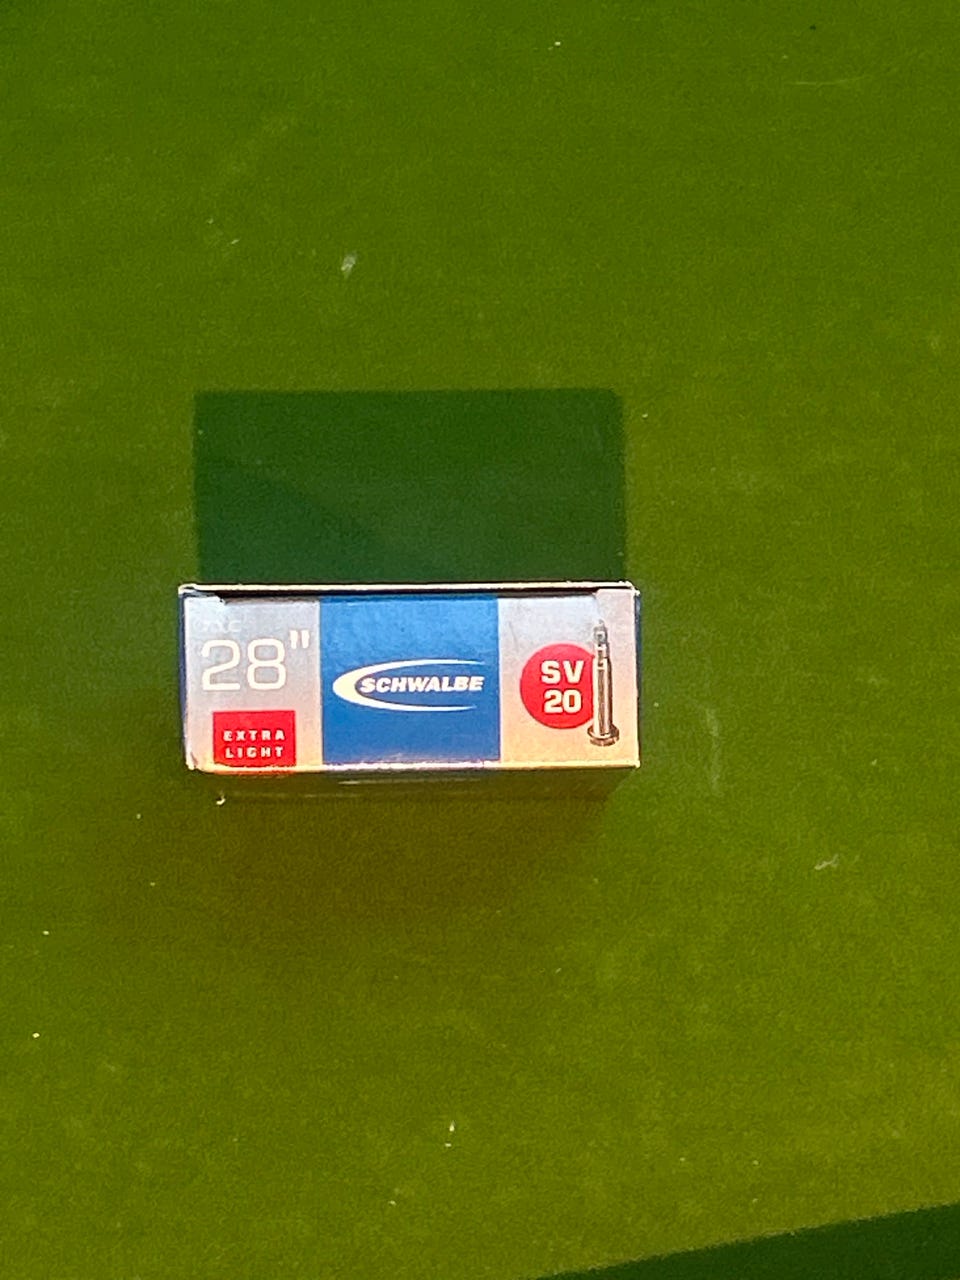 28"
EXTRA
LIGHT
SCHWALBE
SV
20